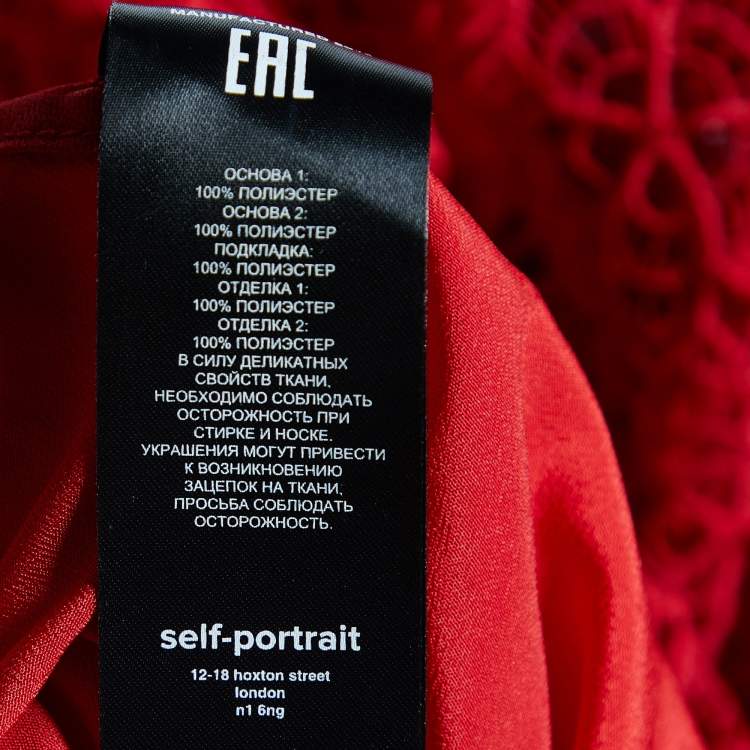 MANUFACTURED
EAC
ОСНОВА 1:
100% ПОЛИЭСТЕР
ОСНОВА 2:
100% ПОЛИЭСТЕР
ПОДКЛАДКА:
100% ПОЛИЭСТЕР
ОТДЕЛКА 1:
100% ПОЛИЭСТЕР
ОТДЕЛКА 2:
100% ПОЛИЭСТЕР
В СИЛУ ДЕЛИКАТНЫХ
СВОЙСТВ ТКАНИ,
НЕОБХОДИМО СОБЛЮДАТЬ
ОСТОРОЖНОСТЬ ПРИ
СТИРКЕ И НОСКЕ.
УКРАШЕНИЯ МОГУТ ПРИВЕСТИ
К ВОЗНИКНОВЕНИЮ
ЗАЦЕПОК НА ТКАНИ,
ПРОСЬБА СОБЛЮДАТЬ
ОСТОРОЖНОСТЬ.
self-portrait
12-18 hoxton street
london
n1 6ng